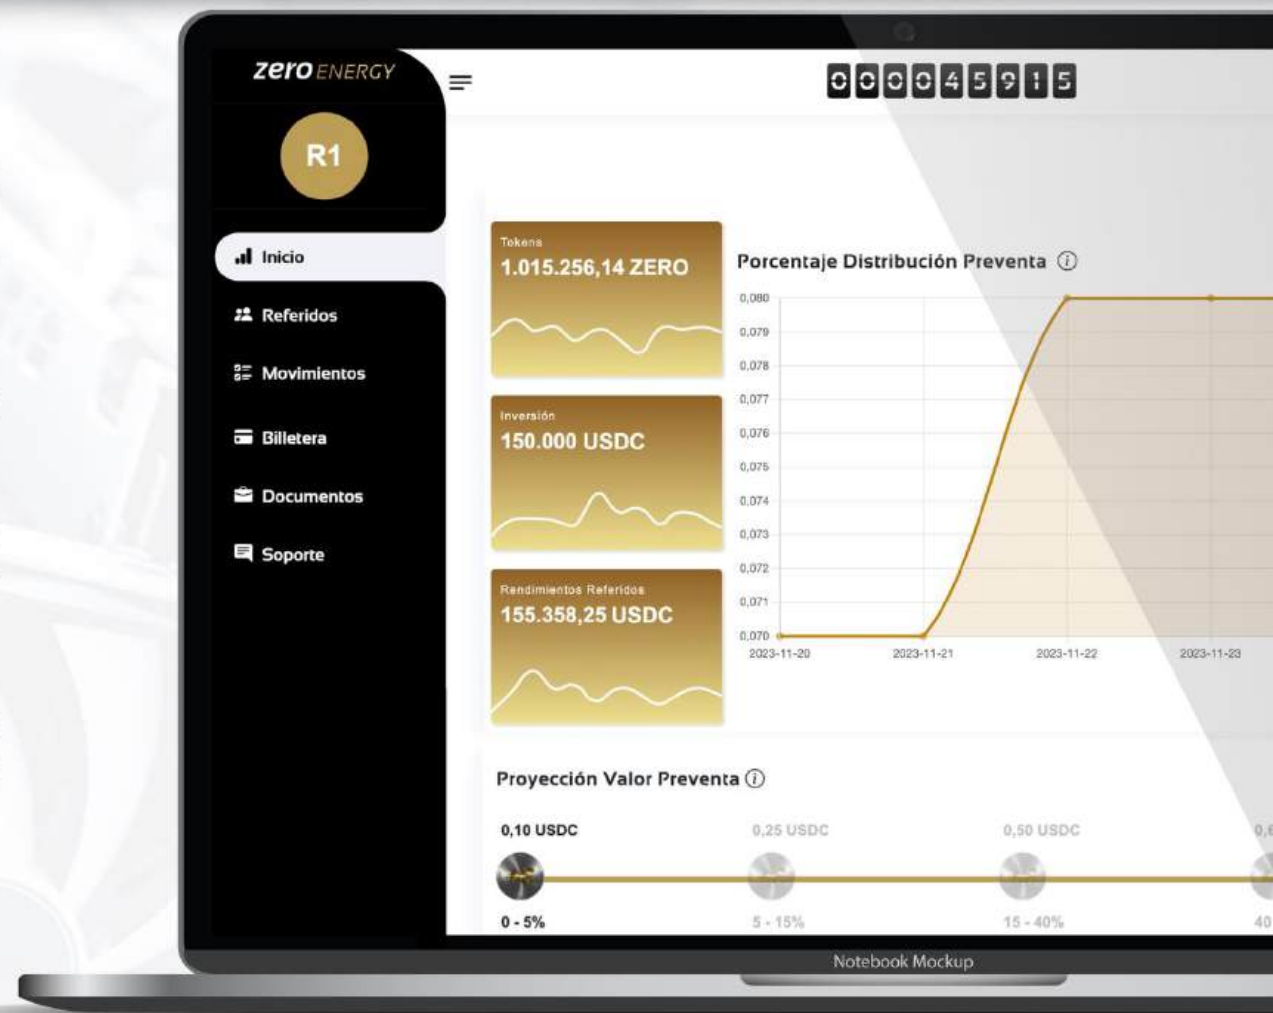 zero ENERGY
000045915
R1
Inicio
Referidos
Movimientos
Billetera
Documentos
Soporte
Tokens
1.015.256,14 ZERO
Inversión
150.000 USDC
Rendimientos Referidos
155.358,25 USDC
Porcentaje Distribución Preventa
0,080
0,079
0,078
0,077
0,076
0,075
0,074
0,073
0,072
0,071
0,070
2023-11-20 2023-11-21 2023-11-22 2023-11-23
Proyección Valor Preventa
0,10 USDC 0,25 USDC 0,50 USDC
0 - 5% 5 - 15% 15 - 40% 40
Notebook Mockup